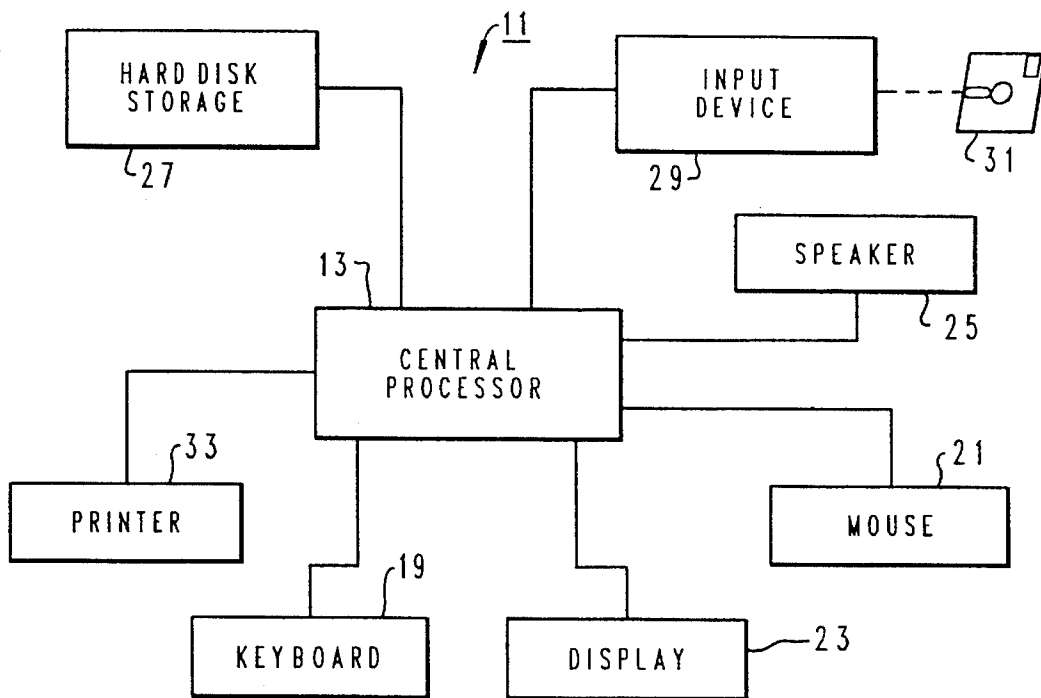 11
HARD DISK
STORAGE
27
INPUT
DEVICE
29
31
SPEAKER
25
13
CENTRAL
PROCESSOR
33
PRINTER
21
MOUSE
19
KEYBOARD
DISPLAY
23